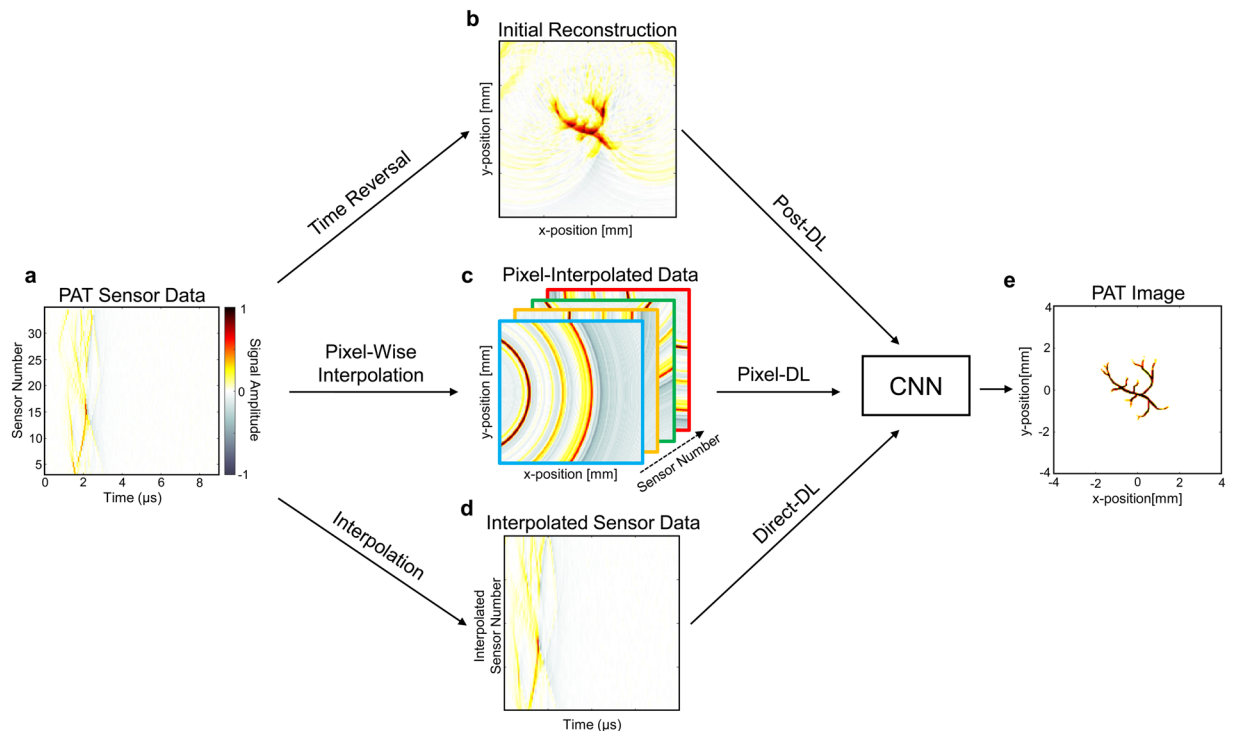 b
Initial Reconstruction
y-position [mm]
x-position [mm]
Time Reversal
Post-DL
a
PAT Sensor Data
Sensor Number
30
25
20
15
10
5
0
2
4
6
8
Time (µs)
1
0
-1
Signal Amplitude
Pixel-Wise
Interpolation
c
Pixel-Interpolated Data
y-position [mm]
x-position [mm]
Sensor Number
Pixel-DL
CNN
e
PAT Image
y-position[mm]
4
2
0
-2
-4
-4
-2
0
2
4
x-position[mm]
Interpolation
d
Interpolated Sensor Data
Interpolated
Sensor Number
Time (µs)
Direct-DL